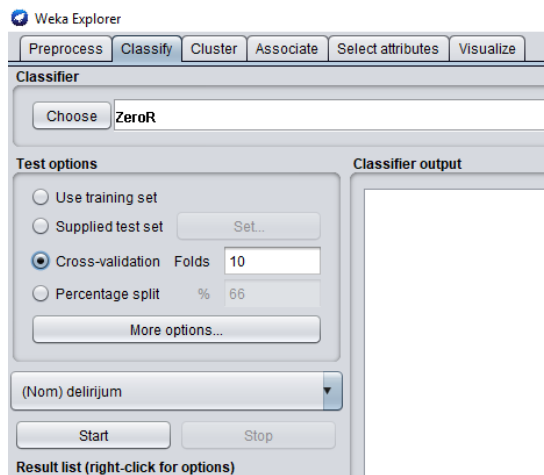 Weka Explorer
Preprocess Classify Cluster Associate Select attributes Visualize
Classifier
Choose ZeroR
Test options
Use training set
Supplied test set Set...
Cross-validation Folds 10
Percentage split % 66
More options...
(Nom) delirijum
Start Stop
Result list (right-click for options)
Classifier output